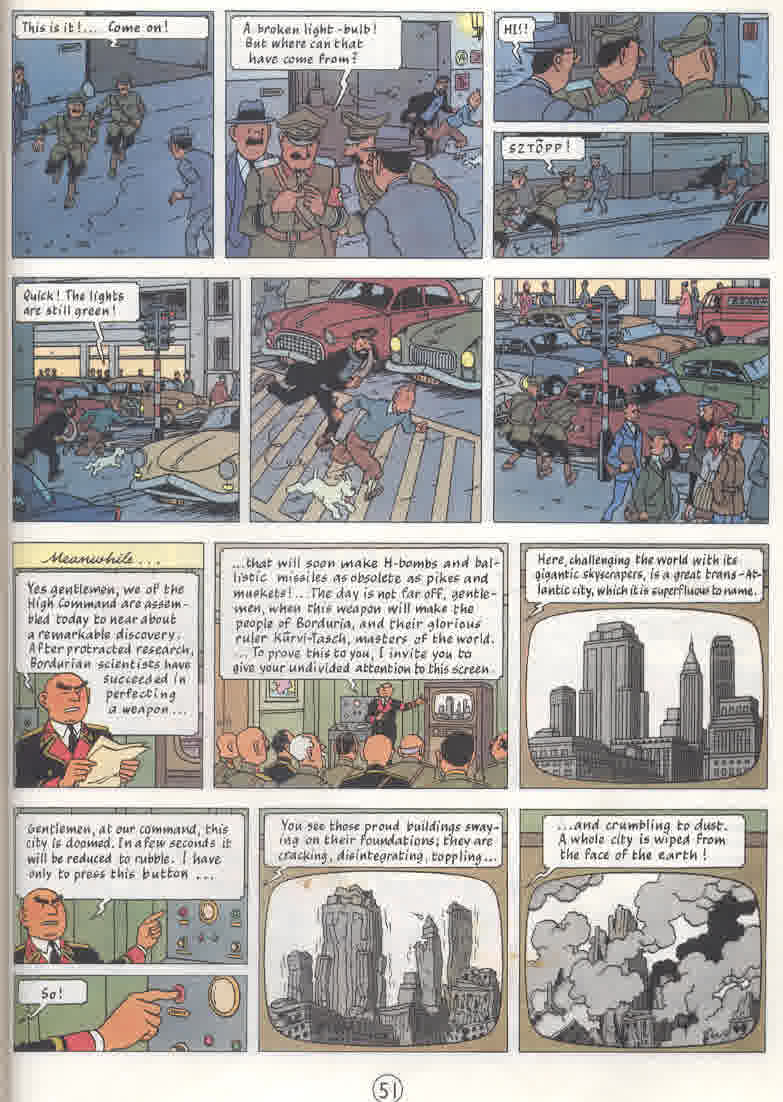 This is it!... Come on!
A broken light-bulb!
But where can that
have come from?
HI!!
SZTÖPP!
Quick! The lights
are still green!
Meanwhile...
Yes gentlemen, we of the
High Command are assem-
bled today to hear about
a remarkable discovery.
After protracted research,
Bordurian scientists have
succeeded in
perfecting
a weapon...
...that will soon make H-bombs and bal-
listic missiles as obsolete as pikes and
muskets!...The day is not far off, gentle-
men, when this weapon will make the
people of Borduria, and their glorious
ruler Kûrvi-Tasch, masters of the world.
... To prove this to you, I invite you to
give your undivided attention to this screen.
Here, challenging the world with its
gigantic skyscrapers, is a great trans-At-
lantic city, which it is superfluous to name.
Gentlemen, at our command, this
city is doomed. In a few seconds it
will be reduced to rubble. I have
only to press this button ...
So!
You see those proud buildings sway-
ing on their foundations; they are
cracking, disintegrating, toppling...
...and crumbling to dust.
A whole city is wiped from
the face of the earth!
51